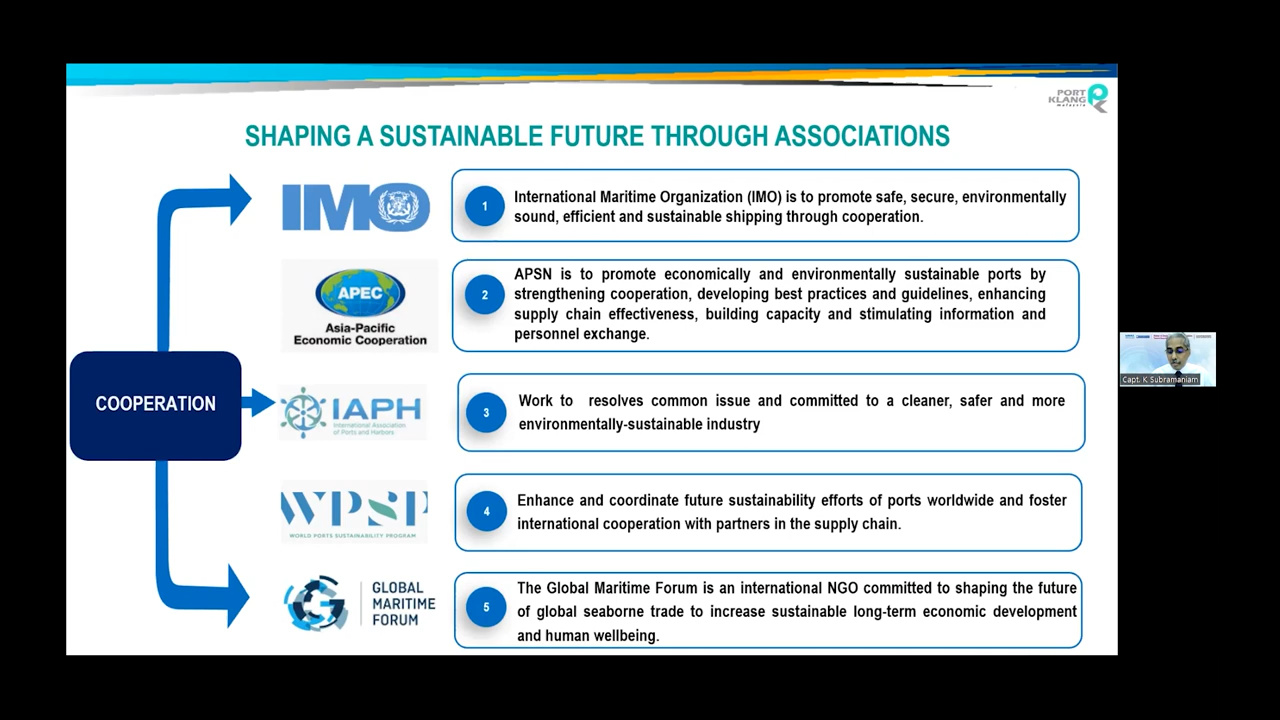 PORT
KLANG
malaysia
SHAPING A SUSTAINABLE FUTURE THROUGH ASSOCIATIONS
COOPERATION
IMO
1
International Maritime Organization (IMO) is to promote safe, secure, environmentally
sound, efficient and sustainable shipping through cooperation.
APEC
Asia-Pacific
Economic Cooperation
2
APSN is to promote economically and environmentally sustainable ports by
strengthening cooperation, developing best practices and guidelines, enhancing
supply chain effectiveness, building capacity and stimulating information and
personnel exchange.
IAPH
International Association
of Ports and Harbors
3
Work to resolves common issue and committed to a cleaner, safer and more
environmentally-sustainable industry
WPSP
WORLD PORTS SUSTAINABILITY PROGRAM
4
Enhance and coordinate future sustainability efforts of ports worldwide and foster
international cooperation with partners in the supply chain.
GLOBAL
MARITIME
FORUM
5
The Global Maritime Forum is an international NGO committed to shaping the future
of global seaborne trade to increase sustainable long-term economic development
and human wellbeing.
Capt. K Subramaniam